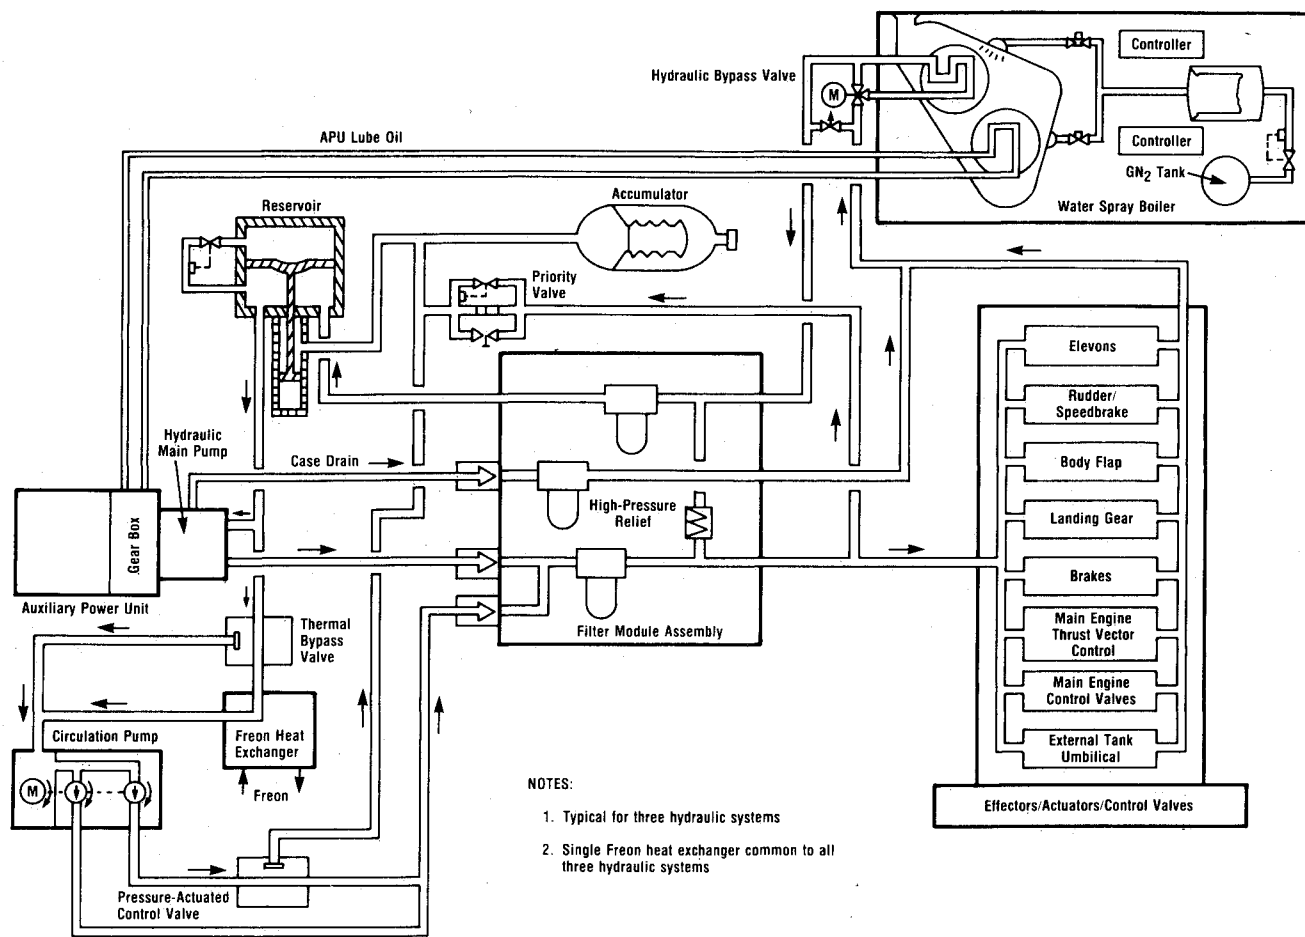 Hydraulic Bypass Valve
M
Controller
Controller
GN2 Tank
Water Spray Boiler
APU Lube Oil
Reservoir
Accumulator
Priority
Valve
Hydraulic
Main Pump
Case Drain
High-Pressure
Relief
Gear Box
Auxiliary Power Unit
Filter Module Assembly
Thermal
Bypass
Valve
Freon Heat
Exchanger
Freon
Circulation Pump
M
Pressure-Actuated
Control Valve
Elevons
Rudder/
Speedbrake
Body Flap
Landing Gear
Brakes
Main Engine
Thrust Vector
Control
Main Engine
Control Valves
External Tank
Umbilical
Effectors/Actuators/Control Valves
NOTES:
1. Typical for three hydraulic systems
2. Single Freon heat exchanger common to all
three hydraulic systems